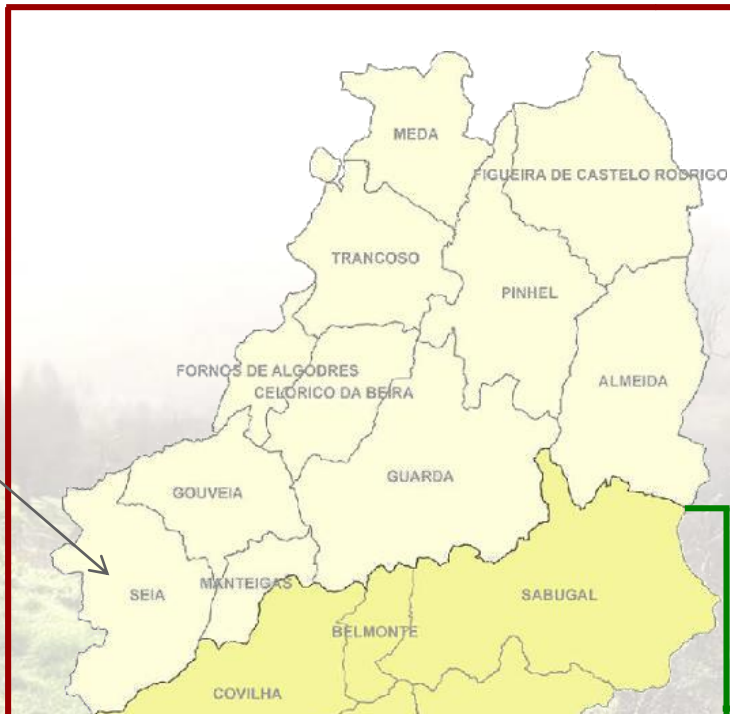 MEDA
FIGUEIRA DE CASTELO RODRIGO
TRANCOSO
PINHEL
FORNOS DE ALGODRES
ALMEIDA
CELORICO DA BEIRA
GUARDA
GOUVEIA
MANTEIGAS
SEIA
SABUGAL
BELMONTE
COVILHA